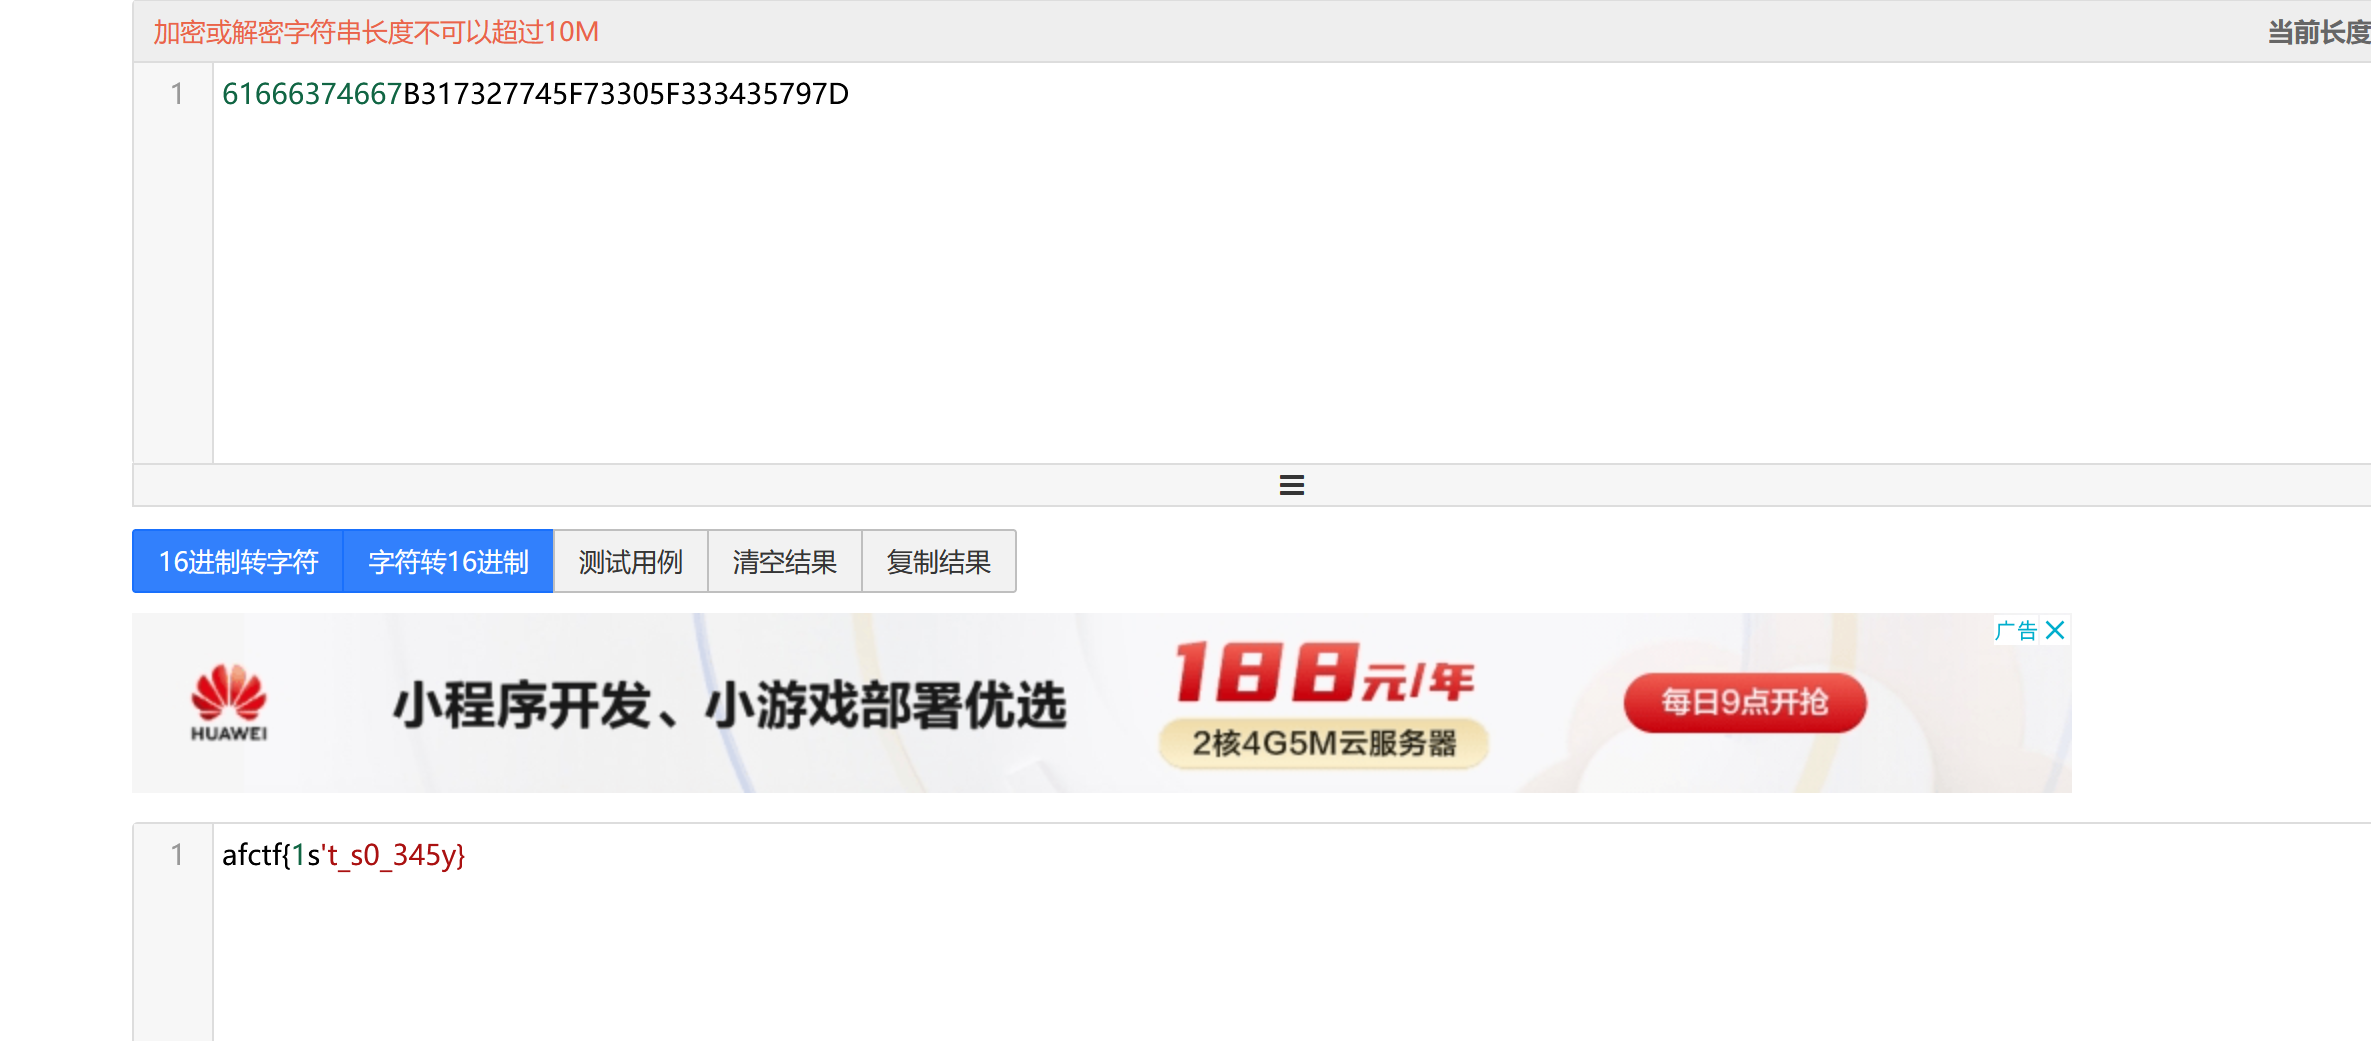 加密或解密字符串长度不可以超过10M 当前长度
1 61666374667B317327745F73305F333435797D
16进制转字符 字符转16进制 测试用例 清空结果 复制结果
广告
HUAWEI 小程序开发、小游戏部署优选 188元/年 每日9点开抢
2核4G5M云服务器
1 afctf{1s't_s0_345y}